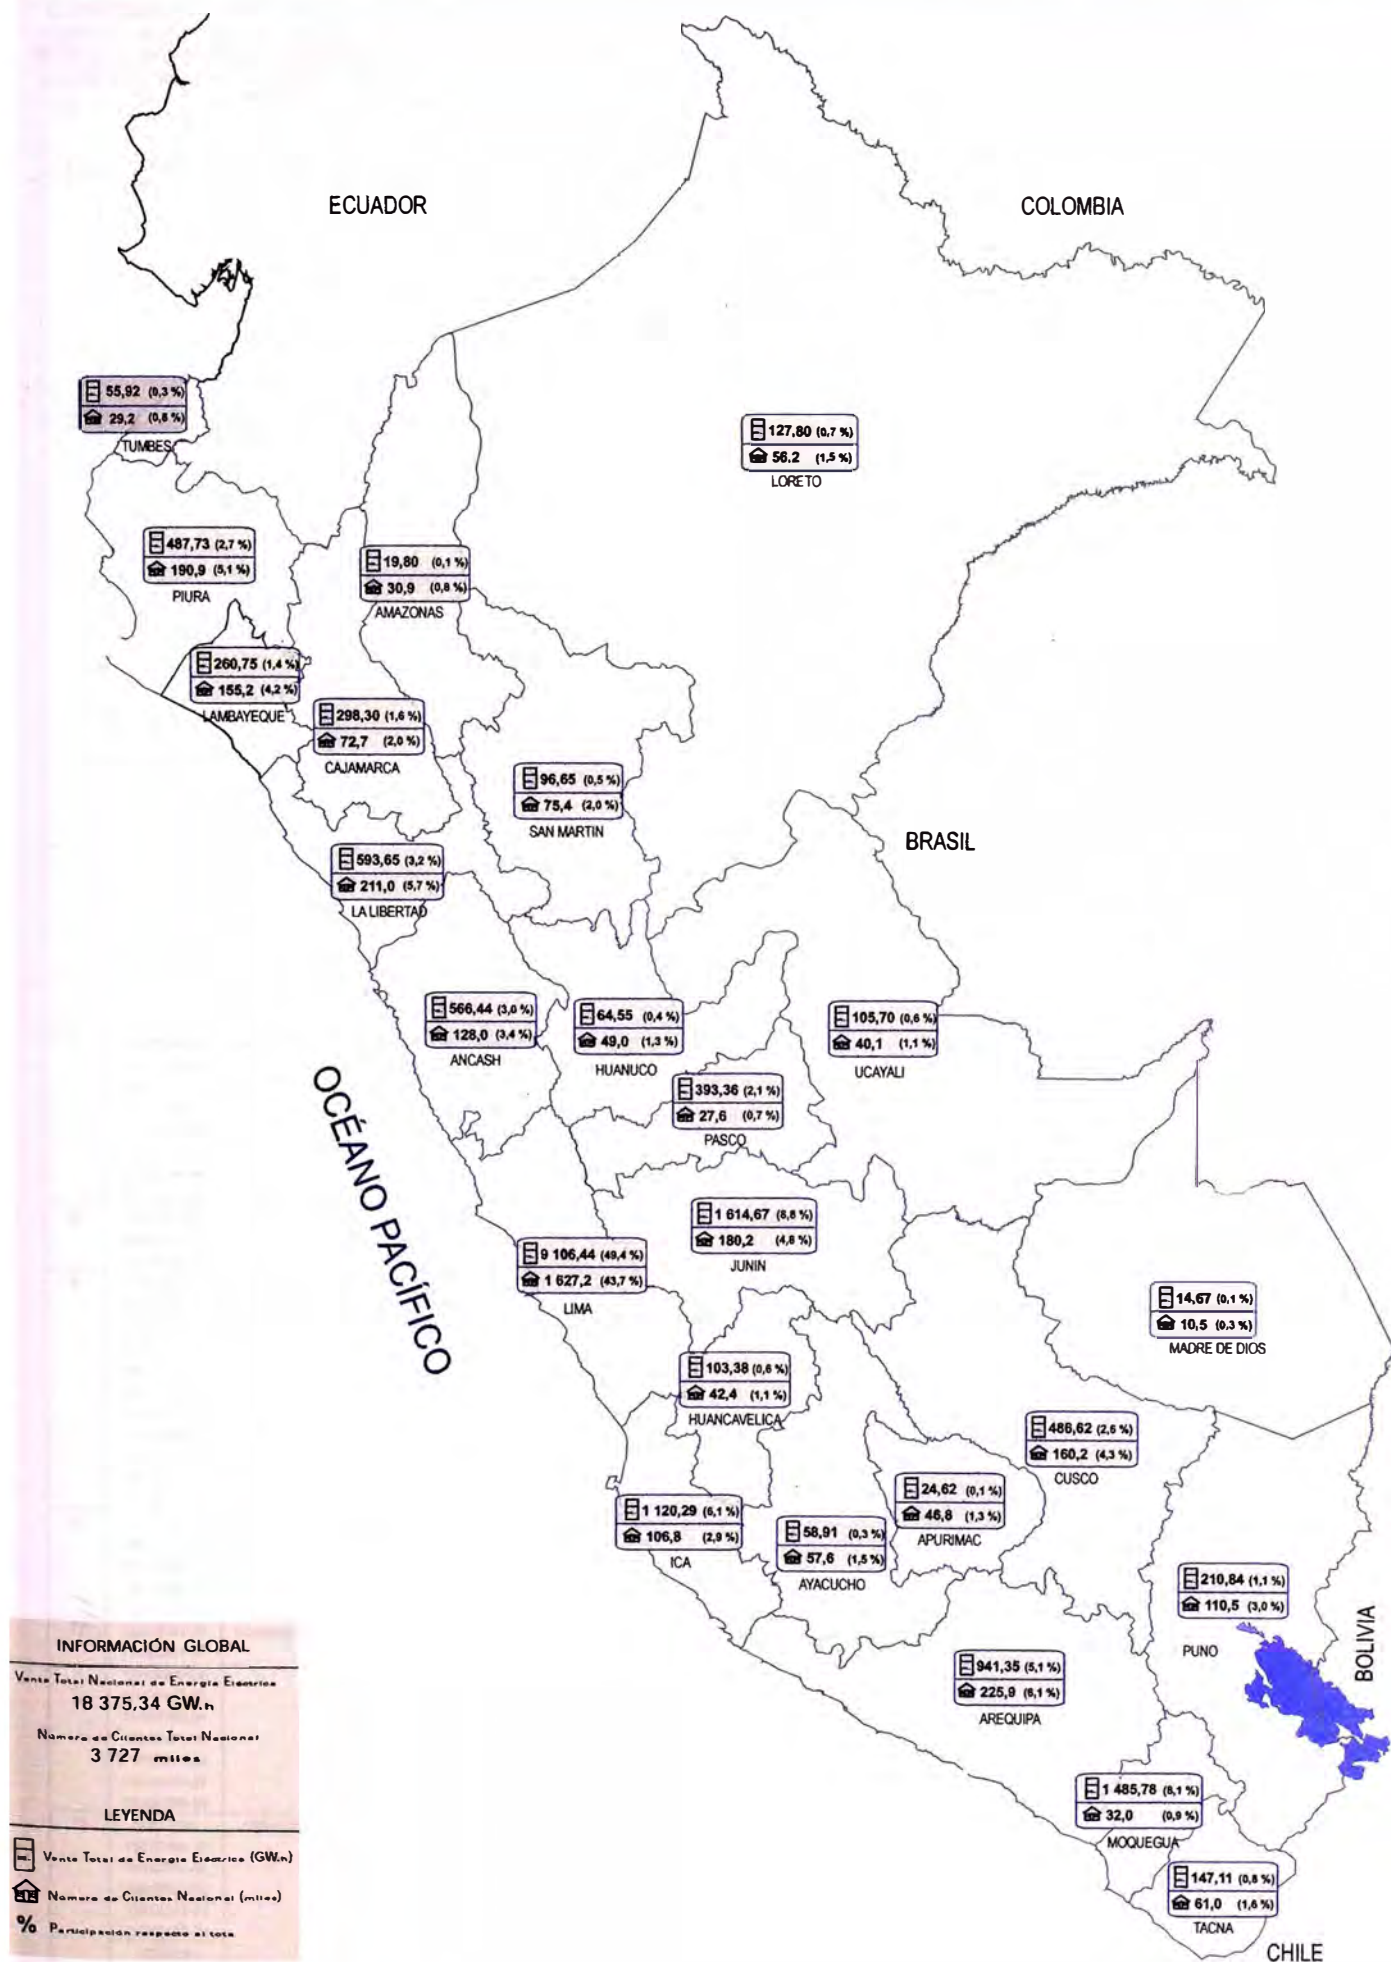 ECUADOR
COLOMBIA
55,92 (0,3 %)
29,2 (0,8 %)
TUMBES
127,80 (0,7 %)
56,2 (1,5 %)
LORETO
487,73 (2,7 %)
190,9 (5,1 %)
PIURA
19,80 (0,1 %)
30,9 (0,8 %)
AMAZONAS
260,75 (1,4 %)
155,2 (4,2 %)
LAMBAYEQUE
298,30 (1,6 %)
72,7 (2,0 %)
CAJAMARCA
96,65 (0,5 %)
75,4 (2,0 %)
SAN MARTIN
BRASIL
593,65 (3,2 %)
211,0 (5,7 %)
LA LIBERTAD
566,44 (3,0 %)
128,0 (3,4 %)
ANCASH
64,55 (0,4 %)
49,0 (1,3 %)
HUANUCO
105,70 (0,6 %)
40,1 (1,1 %)
UCAYALI
393,36 (2,1 %)
27,6 (0,7 %)
PASCO
OCÉANO PACÍFICO
1 614,67 (8,8 %)
180,2 (4,8 %)
JUNIN
9 106,44 (49,4 %)
1 627,2 (43,7 %)
LIMA
14,67 (0,1 %)
10,5 (0,3 %)
MADRE DE DIOS
103,38 (0,6 %)
42,4 (1,1 %)
HUANCAVELICA
486,62 (2,6 %)
160,2 (4,3 %)
CUSCO
24,62 (0,1 %)
46,8 (1,3 %)
APURIMAC
1 120,29 (6,1 %)
106,8 (2,9 %)
ICA
58,91 (0,3 %)
57,6 (1,5 %)
AYACUCHO
210,84 (1,1 %)
110,5 (3,0 %)
PUNO
BOLIVIA
941,35 (5,1 %)
225,9 (6,1 %)
AREQUIPA
1 485,78 (8,1 %)
32,0 (0,9 %)
MOQUEGUA
147,11 (0,8 %)
61,0 (1,6 %)
TACNA
CHILE
INFORMACIÓN GLOBAL
Venta Total Nacional de Energía Eléctrica
18 375,34 GW.h
Número de Clientes Total Nacional
3 727 miles
LEYENDA
Venta Total de Energía Eléctrica (GW.h)
Número de Clientes Nacional (miles)
% Participación respecto al tota